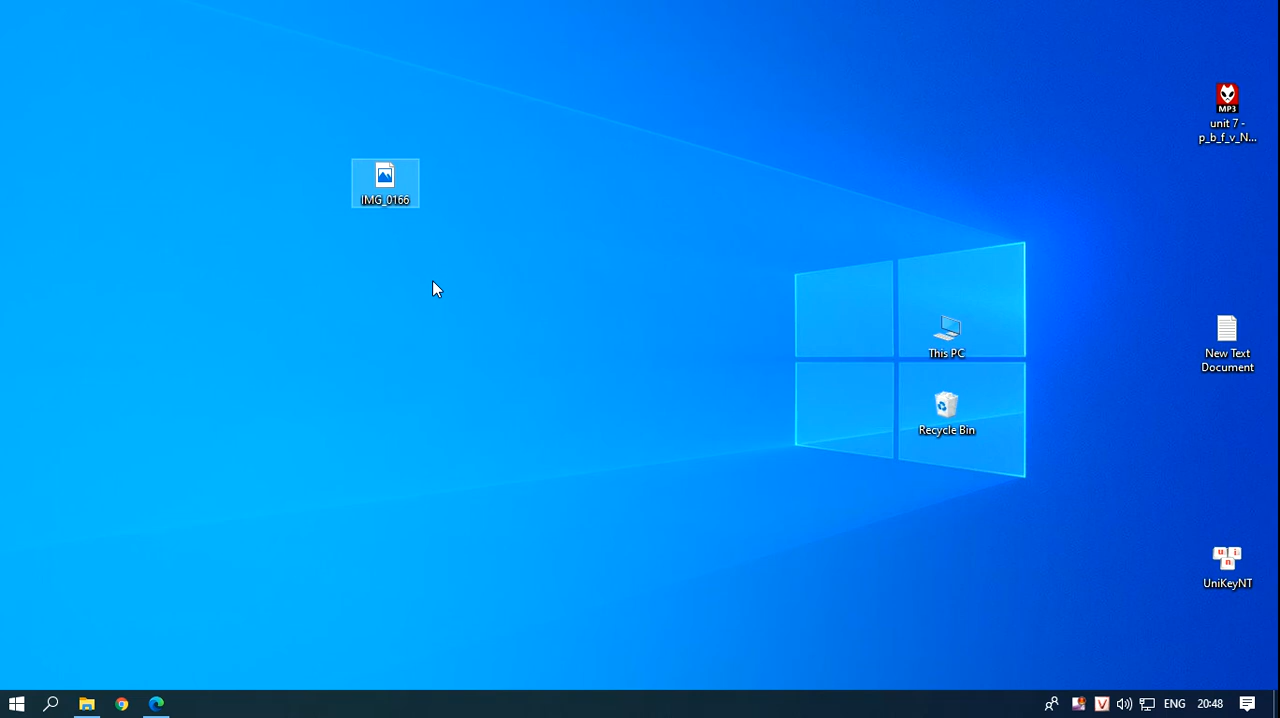 MP3
unit 7 -
p_b_f_v_N...
IMG_0166
This PC
New Text
Document
Recycle Bin
u i
n
UniKeyNT
V
ENG
20:48